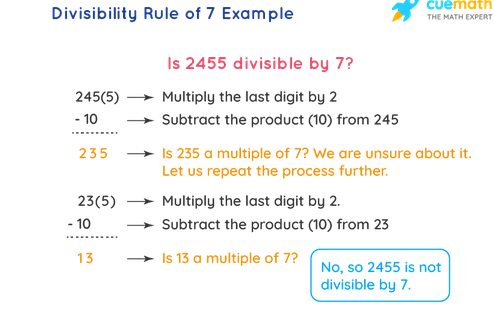 Divisibility Rule of 7 Example
cuemath
THE MATH EXPERT
Is 2455 divisible by 7?
245(5) → Multiply the last digit by 2
- 10 → Subtract the product (10) from 245
235 → Is 235 a multiple of 7? We are unsure about it.
Let us repeat the process further.
23(5) → Multiply the last digit by 2.
- 10 → Subtract the product (10) from 23
13 → Is 13 a multiple of 7?
No, so 2455 is not
divisible by 7.